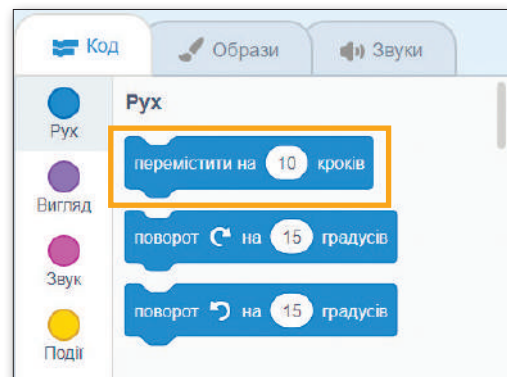 Код Образи Звуки
Рух
Рух
перемістити на 10 кроків
Вигляд
поворот на 15 градусів
Звук
поворот на 15 градусів
Події